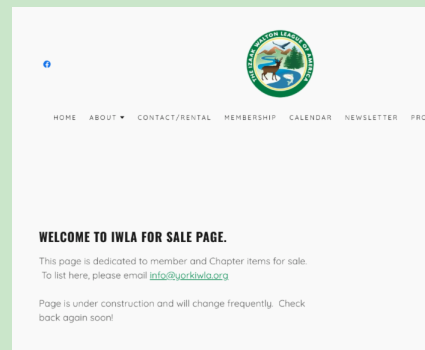 THE IZAAK WALTON LEAGUE OF AMERICA
HOME ABOUT CONTACT/RENTAL MEMBERSHIP CALENDAR NEWSLETTER PRO
WELCOME TO IWLA FOR SALE PAGE.
This page is dedicated to member and Chapter items for sale.
To list here, please email info@yorkiwla.org
Page is under construction and will change frequently. Check
back again soon!